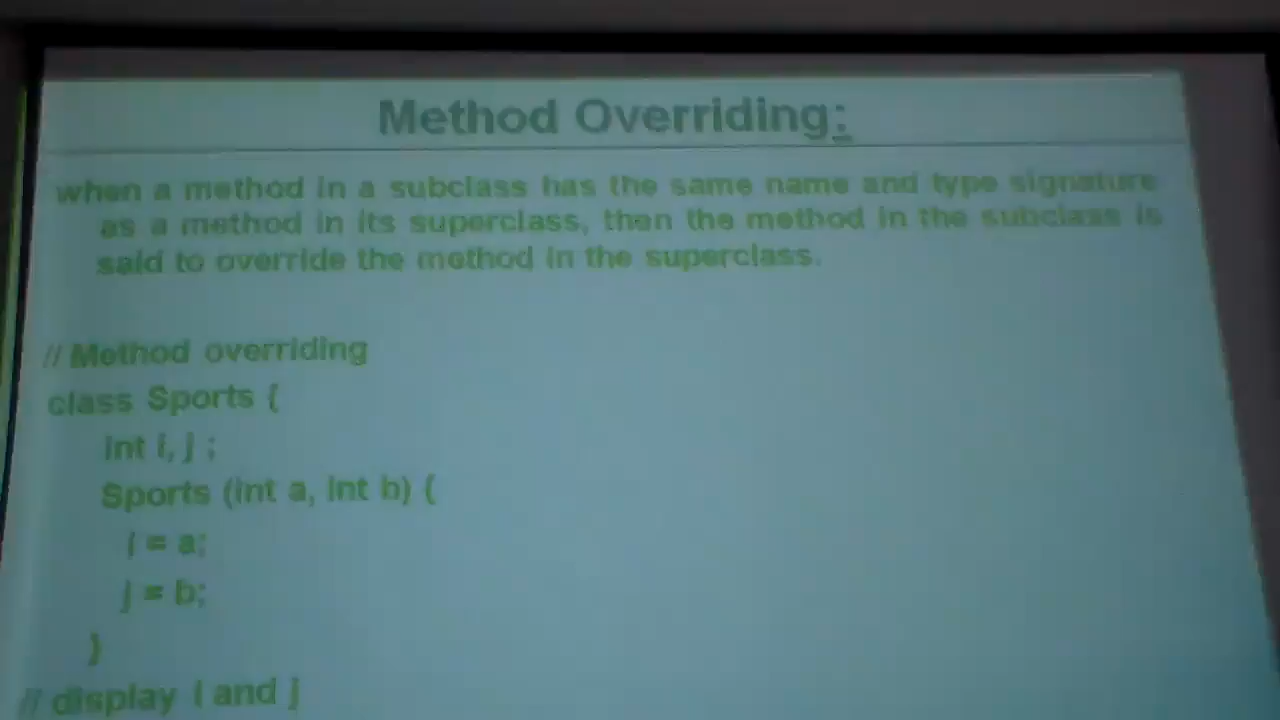 Method Overriding:
when a method in a subclass has the same name and type signature
as a method in its superclass, then the method in the subclass is
said to override the method in the superclass.
// Method overriding
class Sports {
int i, j ;
Sports (int a, int b) {
i = a;
j = b;
}
// display i and j